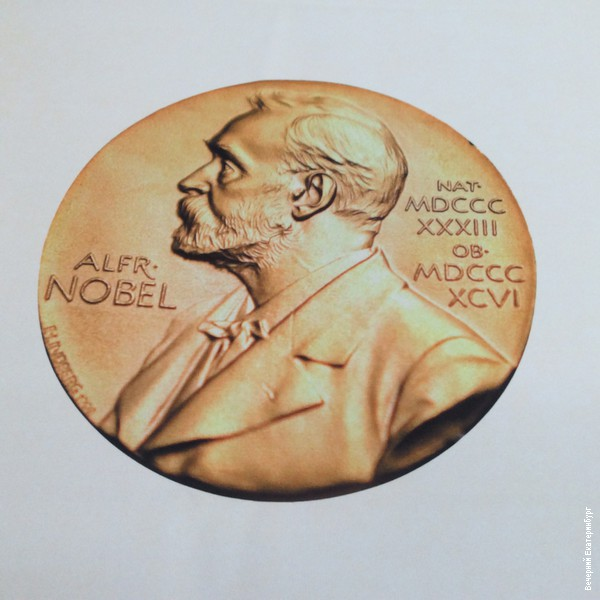 ALFR·
NOBEL
NAT·
MDCCC
XXXIII
OB·
MDCCC
XCVI
Вечерний Екатеринбург